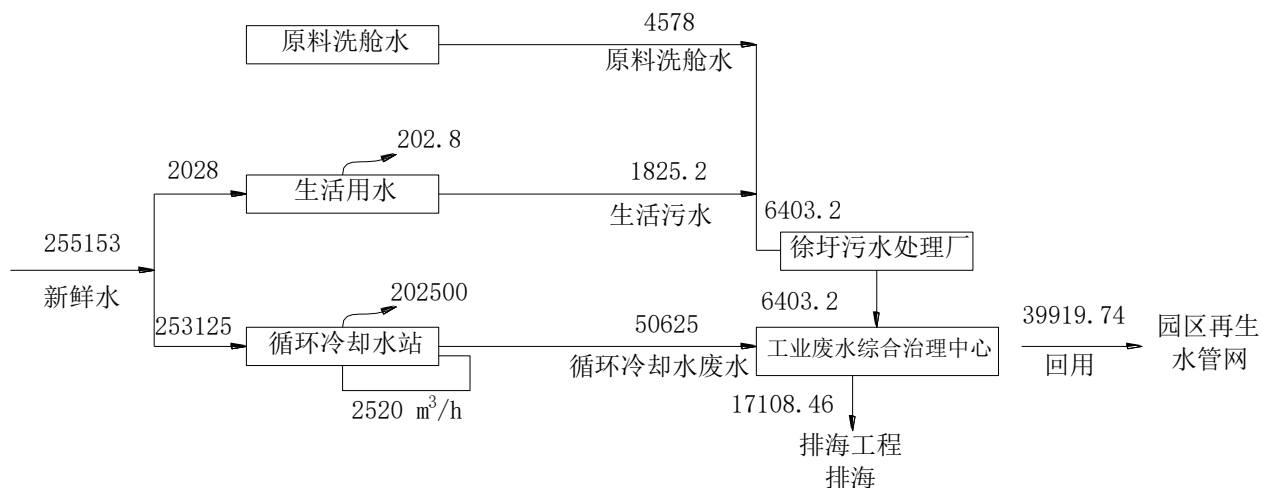 原料洗舱水
4578
原料洗舱水
202.8
2028
生活用水
1825.2
生活污水
6403.2
徐圩污水处理厂
255153
新鲜水
202500
253125
循环冷却水站
2520 m³/h
50625
循环冷却水废水
6403.2
工业废水综合治理中心
39919.74
回用
园区再生
水管网
17108.46
排海工程
排海